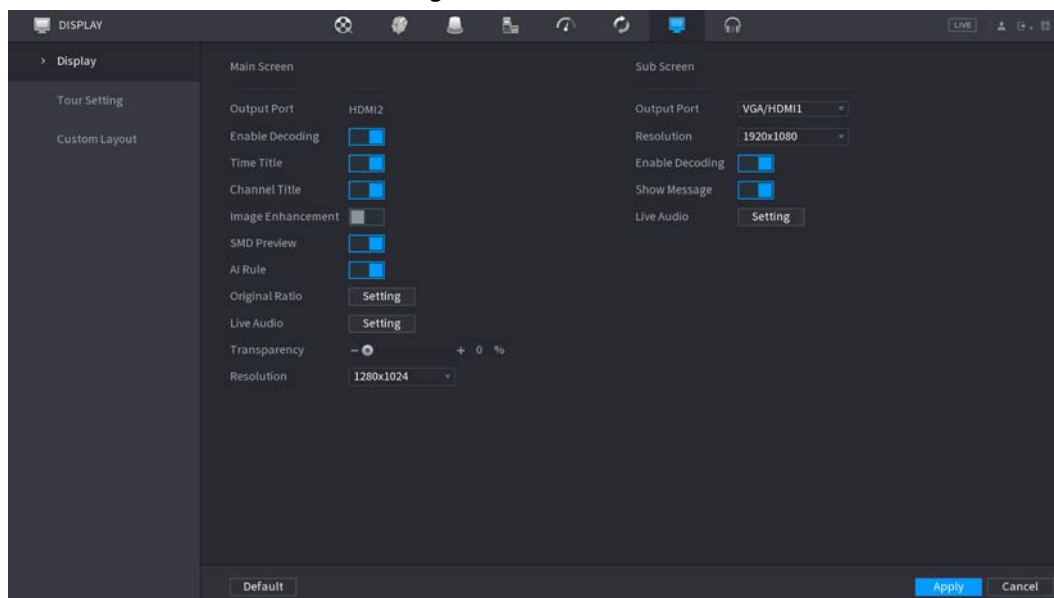 DISPLAY
LIVE
Display
Tour Setting
Custom Layout
Main Screen
Output Port HDMI2
Enable Decoding
Time Title
Channel Title
Image Enhancement
SMD Preview
AI Rule
Original Ratio Setting
Live Audio Setting
Transparency − + 0 %
Resolution 1280x1024
Sub Screen
Output Port VGA/HDMI1
Resolution 1920x1080
Enable Decoding
Show Message
Live Audio Setting
Default
Apply
Cancel